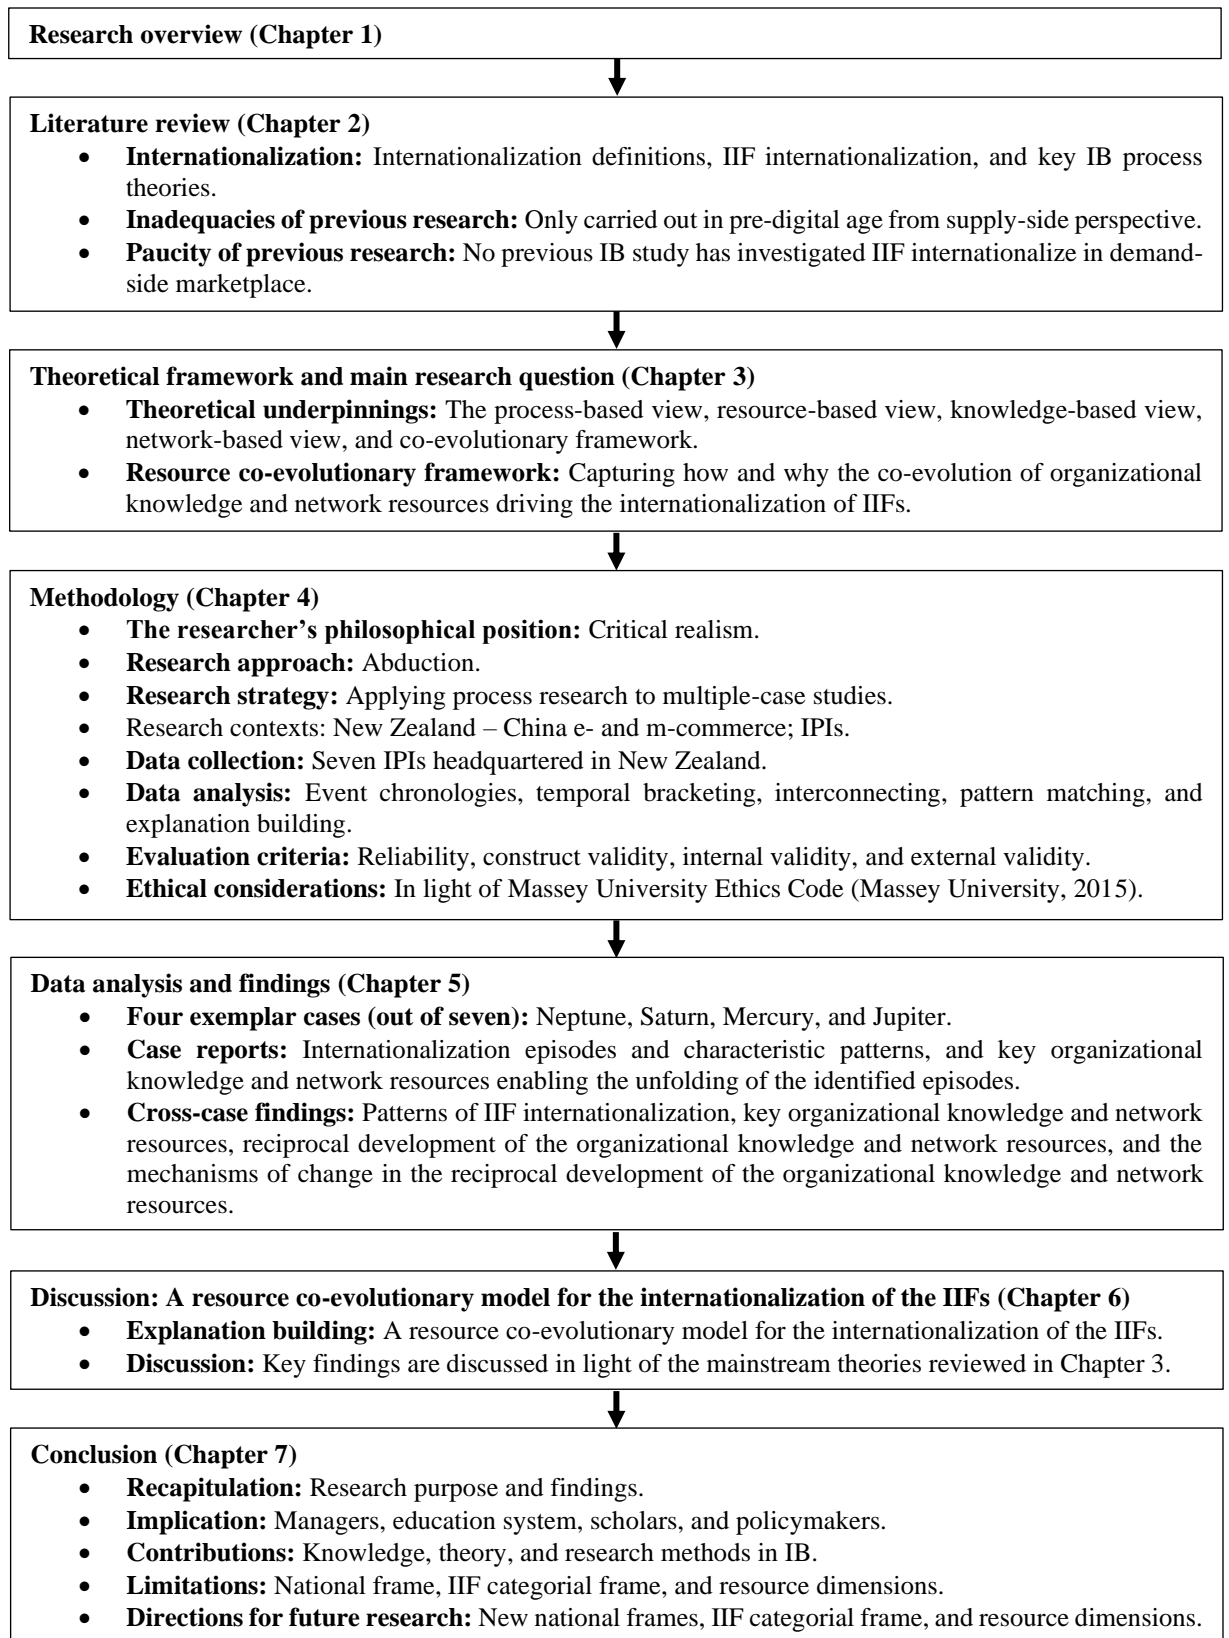 Research overview (Chapter 1)
Literature review (Chapter 2)
• Internationalization: Internationalization definitions, IIF internationalization, and key IB process
theories.
• Inadequacies of previous research: Only carried out in pre-digital age from supply-side perspective.
• Paucity of previous research: No previous IB study has investigated IIF internationalize in demand-
side marketplace.
Theoretical framework and main research question (Chapter 3)
• Theoretical underpinnings: The process-based view, resource-based view, knowledge-based view,
network-based view, and co-evolutionary framework.
• Resource co-evolutionary framework: Capturing how and why the co-evolution of organizational
knowledge and network resources driving the internationalization of IIFs.
Methodology (Chapter 4)
• The researcher’s philosophical position: Critical realism.
• Research approach: Abduction.
• Research strategy: Applying process research to multiple-case studies.
• Research contexts: New Zealand – China e- and m-commerce; IPIs.
• Data collection: Seven IPIs headquartered in New Zealand.
• Data analysis: Event chronologies, temporal bracketing, interconnecting, pattern matching, and
explanation building.
• Evaluation criteria: Reliability, construct validity, internal validity, and external validity.
• Ethical considerations: In light of Massey University Ethics Code (Massey University, 2015).
Data analysis and findings (Chapter 5)
• Four exemplar cases (out of seven): Neptune, Saturn, Mercury, and Jupiter.
• Case reports: Internationalization episodes and characteristic patterns, and key organizational
knowledge and network resources enabling the unfolding of the identified episodes.
• Cross-case findings: Patterns of IIF internationalization, key organizational knowledge and network
resources, reciprocal development of the organizational knowledge and network resources, and the
mechanisms of change in the reciprocal development of the organizational knowledge and network
resources.
Discussion: A resource co-evolutionary model for the internationalization of the IIFs (Chapter 6)
• Explanation building: A resource co-evolutionary model for the internationalization of the IIFs.
• Discussion: Key findings are discussed in light of the mainstream theories reviewed in Chapter 3.
Conclusion (Chapter 7)
• Recapitulation: Research purpose and findings.
• Implication: Managers, education system, scholars, and policymakers.
• Contributions: Knowledge, theory, and research methods in IB.
• Limitations: National frame, IIF categorial frame, and resource dimensions.
• Directions for future research: New national frames, IIF categorial frame, and resource dimensions.